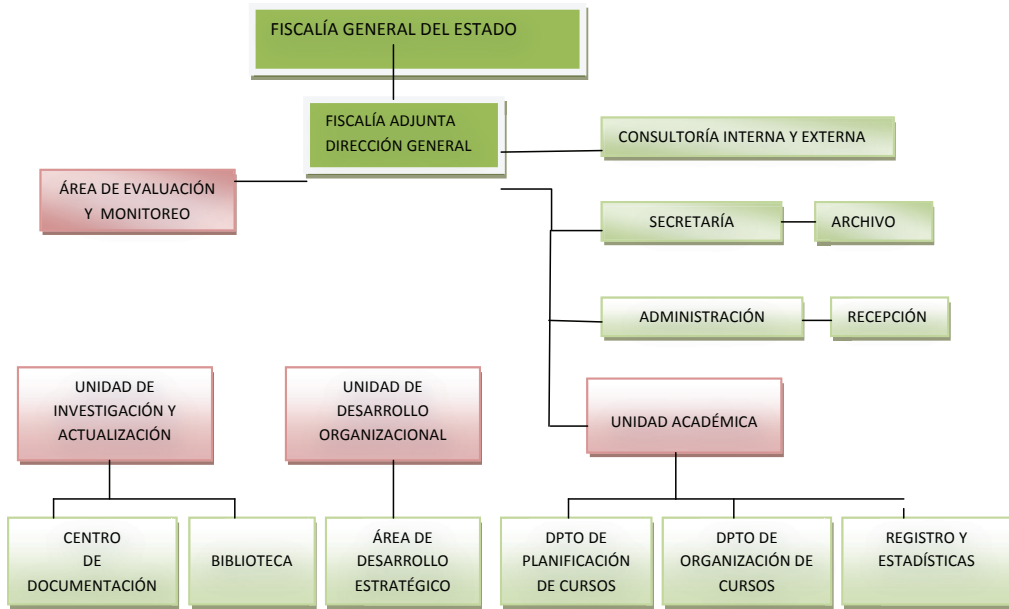 FISCALÍA GENERAL DEL ESTADO
FISCALÍA ADJUNTA
DIRECCIÓN GENERAL
CONSULTORÍA INTERNA Y EXTERNA
ÁREA DE EVALUACIÓN
Y MONITOREO
SECRETARÍA
ARCHIVO
ADMINISTRACIÓN
RECEPCIÓN
UNIDAD DE
INVESTIGACIÓN Y
ACTUALIZACIÓN
UNIDAD DE
DESARROLLO
ORGANIZACIONAL
UNIDAD ACADÉMICA
CENTRO
DE
DOCUMENTACIÓN
BIBLIOTECA
ÁREA DE
DESARROLLO
ESTRATÉGICO
DPTO DE
PLANIFICACIÓN
DE CURSOS
DPTO DE
ORGANIZACIÓN DE
CURSOS
REGISTRO Y
ESTADÍSTICAS